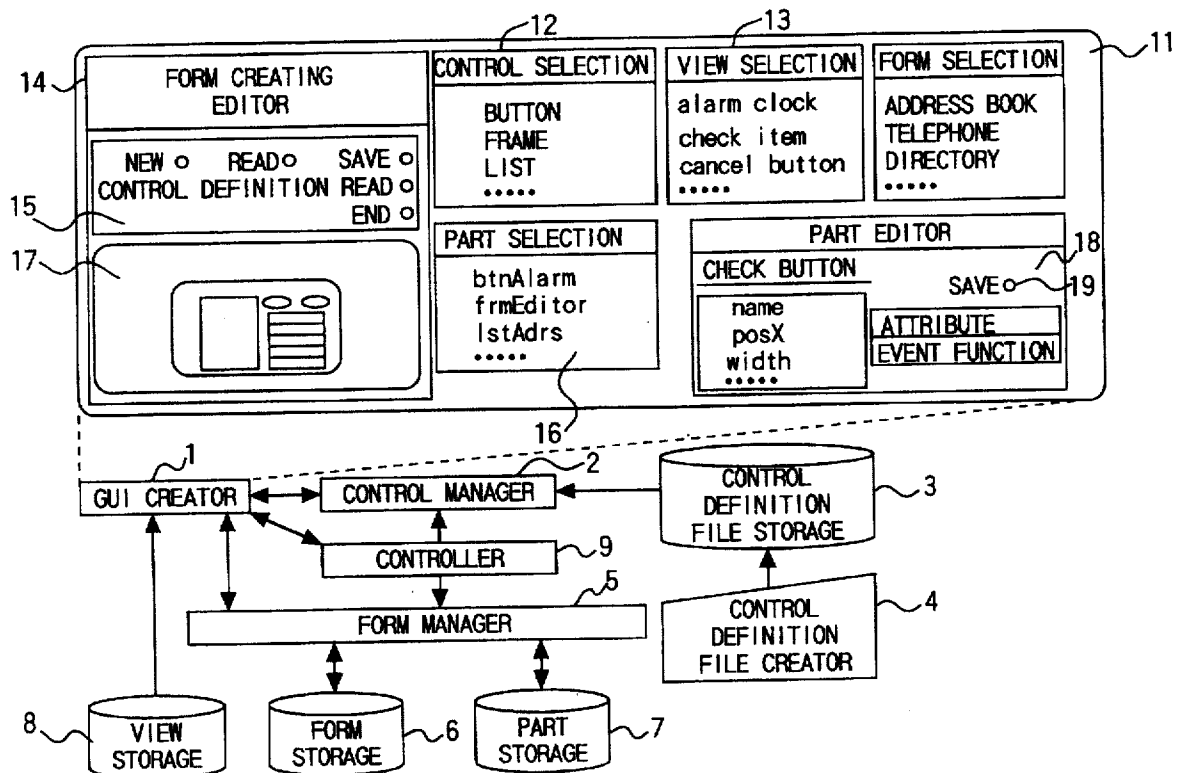 12
13
11
14
FORM CREATING
EDITOR
NEW READ SAVE
CONTROL DEFINITION READ
END
15
17
CONTROL SELECTION
BUTTON
FRAME
LIST
•••••
VIEW SELECTION
alarm clock
check item
cancel button
•••••
FORM SELECTION
ADDRESS BOOK
TELEPHONE
DIRECTORY
•••••
PART SELECTION
btnAlarm
frmEditor
lstAdrs
•••••
16
PART EDITOR
CHECK BUTTON
18
SAVE
19
name
posX
width
•••••
ATTRIBUTE
EVENT FUNCTION
1
GUI CREATOR
2
CONTROL MANAGER
CONTROL
DEFINITION
FILE STORAGE
3
CONTROLLER
9
5
FORM MANAGER
CONTROL
DEFINITION
FILE CREATOR
4
8
VIEW
STORAGE
FORM
STORAGE
6
PART
STORAGE
7